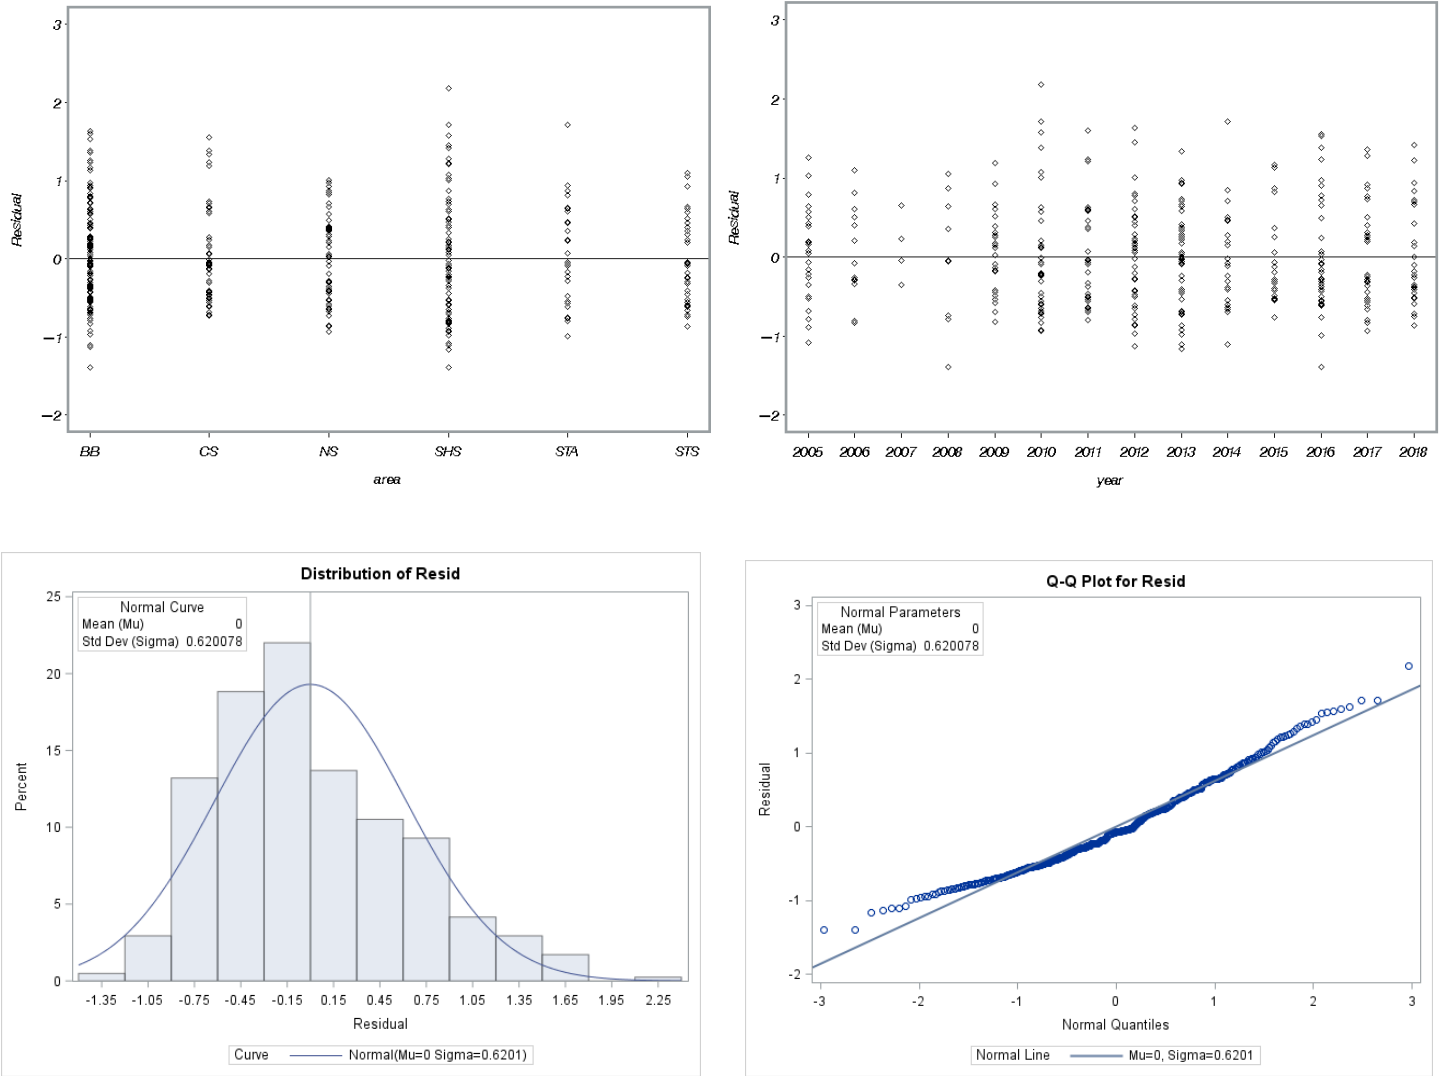 3
2
1
0
−1
−2
Residual
BB CS NS SHS STA STS
area
3
2
1
0
−1
−2
Residual
2005 2006 2007 2008 2009 2010 2011 2012 2013 2014 2015 2016 2017 2018
year
Distribution of Resid
Normal Curve
Mean (Mu) 0
Std Dev (Sigma) 0.620078
25
20
15
10
5
0
Percent
-1.35 -1.05 -0.75 -0.45 -0.15 0.15 0.45 0.75 1.05 1.35 1.65 1.95 2.25
Residual
Curve Normal(Mu=0 Sigma=0.6201)
Q-Q Plot for Resid
Normal Parameters
Mean (Mu) 0
Std Dev (Sigma) 0.620078
3
2
1
0
-1
-2
Residual
-3 -2 -1 0 1 2 3
Normal Quantiles
Normal Line Mu=0, Sigma=0.6201